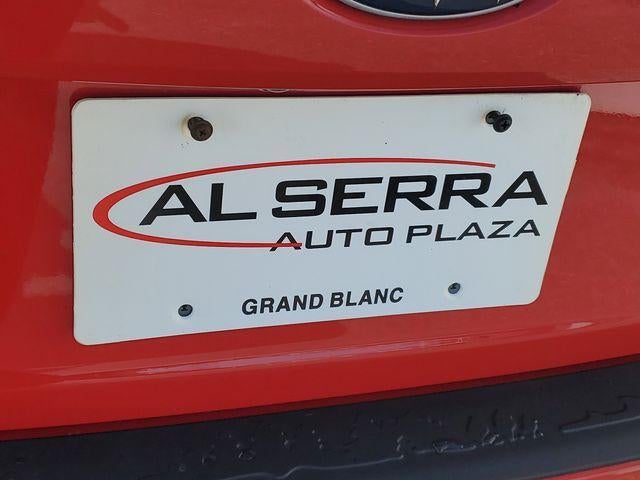 AL SERRA
AUTO PLAZA
GRAND BLANC